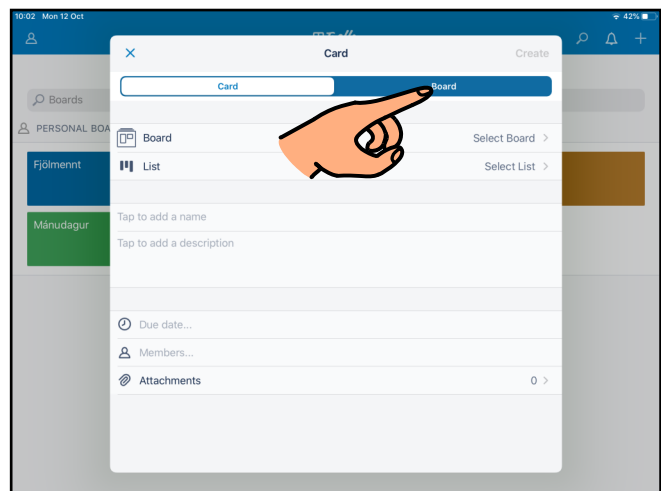 10:02 Mon 12 Oct
42%
Card
Create
Card
Board
Boards
PERSONAL BOA
Board
Select Board
List
Select List
Fjölmennt
Mánudagur
Tap to add a name
Tap to add a description
Due date...
Members...
Attachments
0